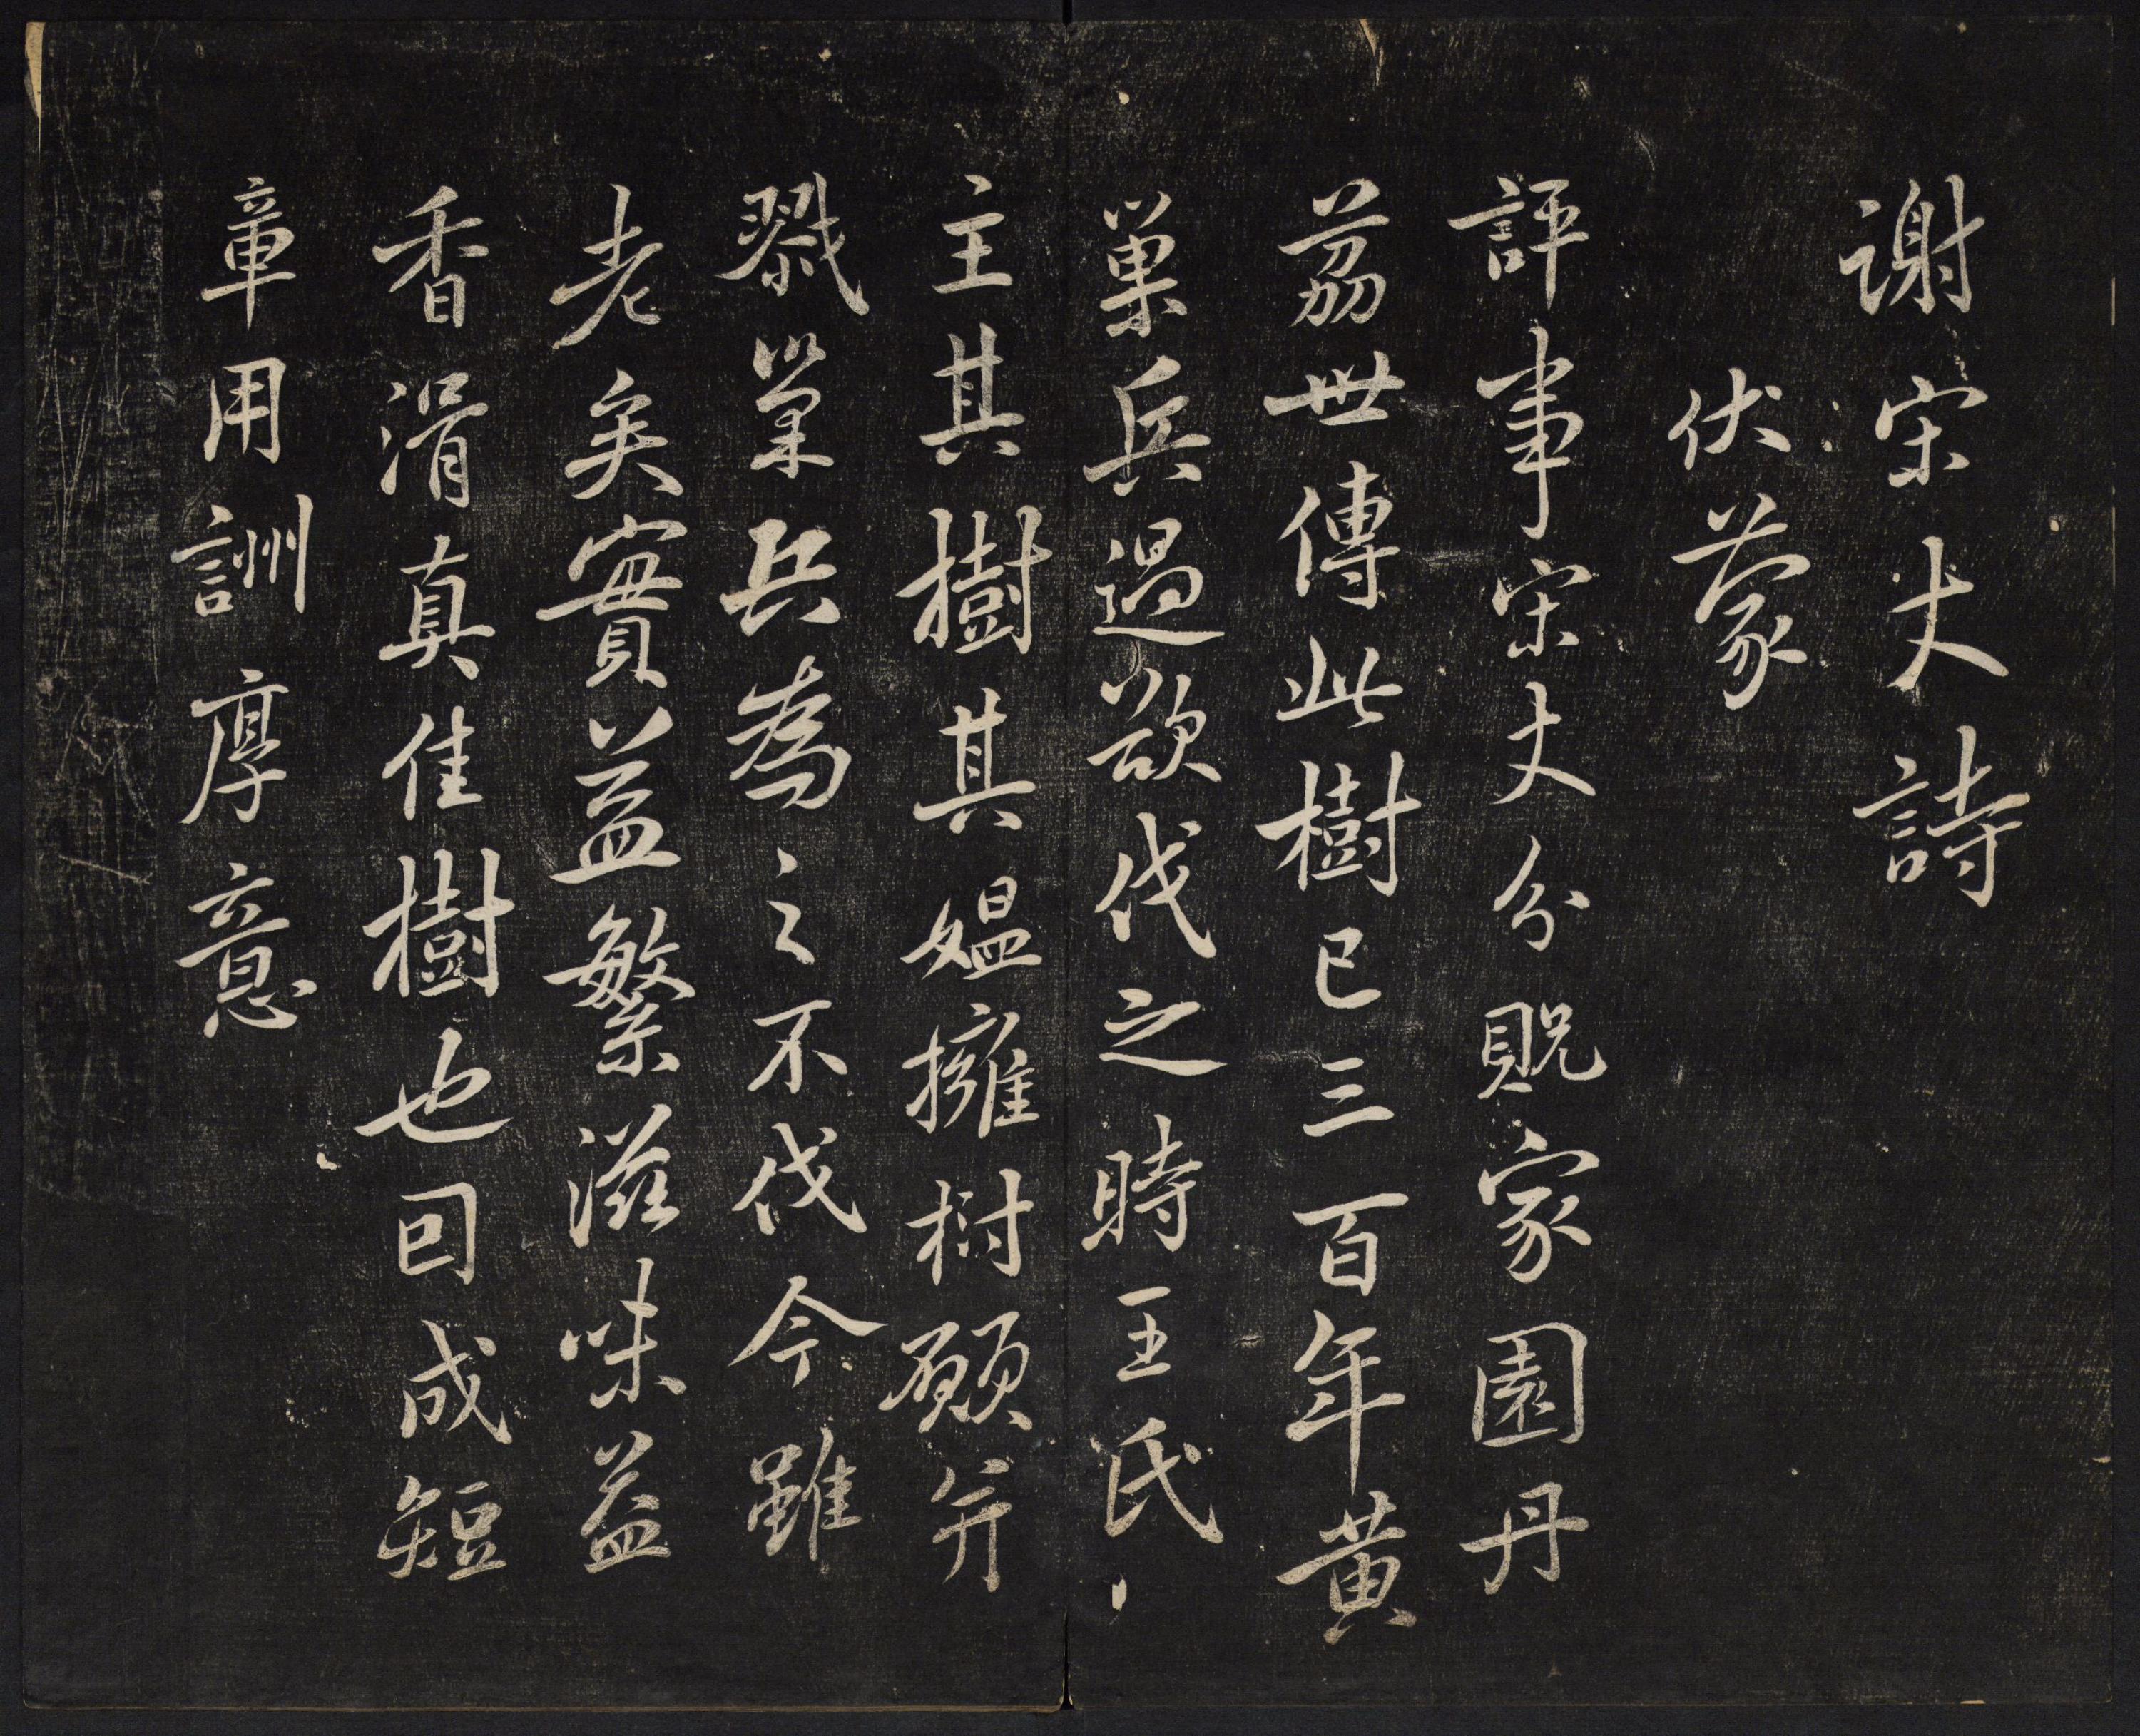 謝宋丈詩
伏蒙
評事宋丈分貺家園丹
荔世傳此樹已三百年黃
巢兵過欲伐之時王氏
主其樹其媼擁樹願并
戮巢兵為之不伐今雖
老矣實益繁滋味益
香滑真佳樹也因成短
章用詶厚意